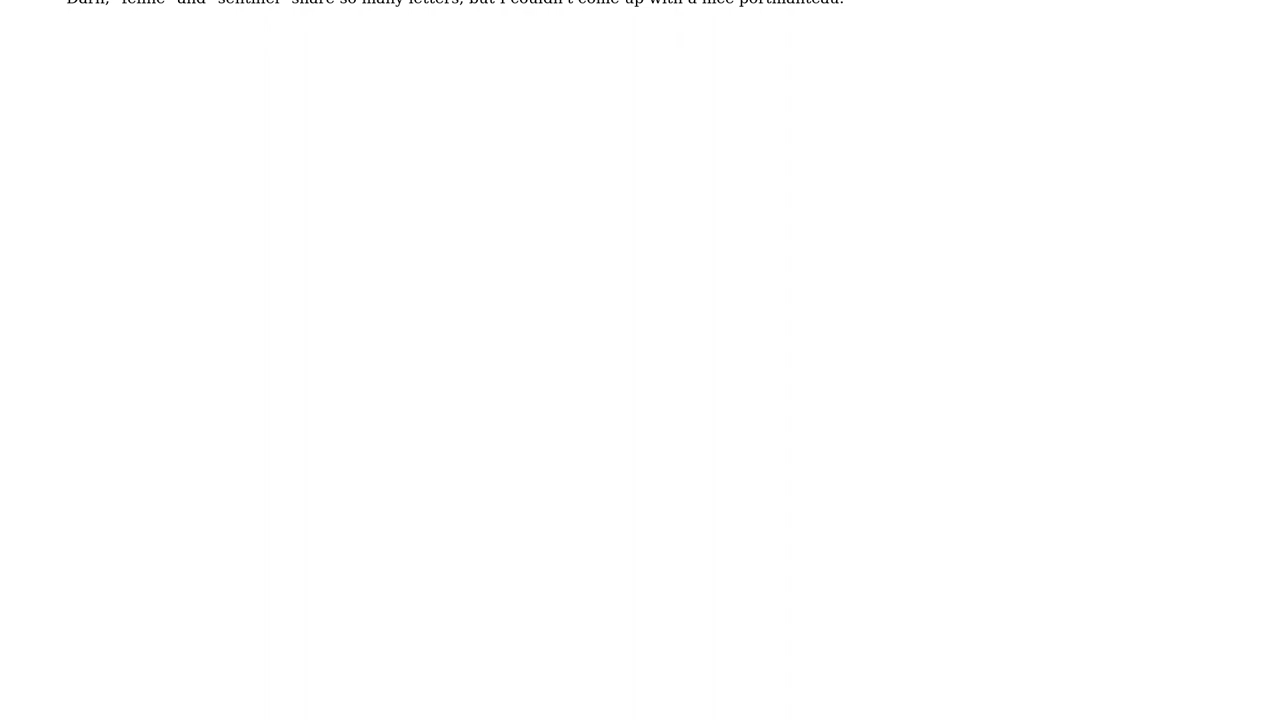 Darn, "feline" and "sentinel" share so many letters, but I couldn't come up with a nice portmanteau.